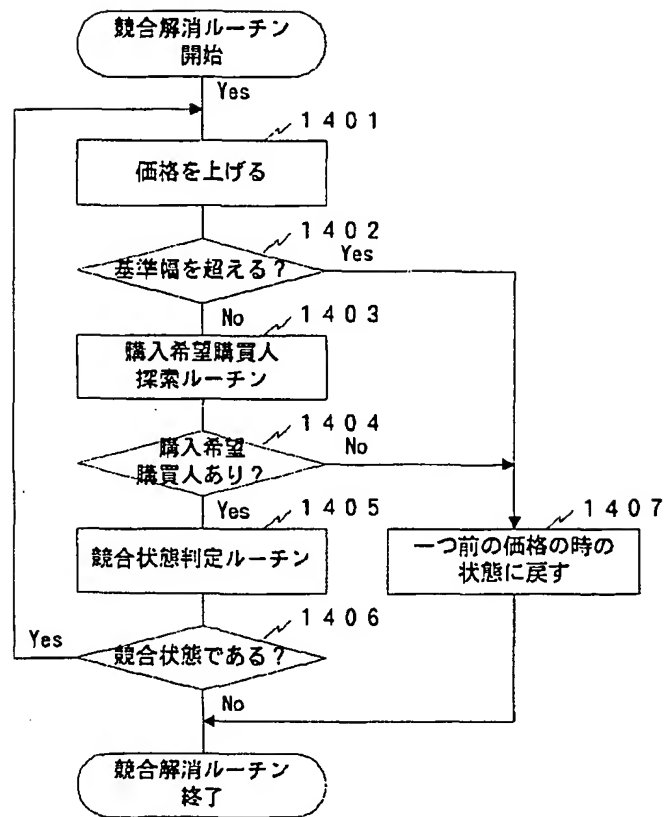 競合解消ルーチン
開始
Yes
1401
価格を上げる
1402
基準幅を超える?
Yes
No
1403
購入希望購買人
探索ルーチン
1404
購入希望
購買人あり?
No
Yes
1405
競合状態判定ルーチン
1407
一つ前の価格の時の
状態に戻す
1406
競合状態である?
Yes
No
競合解消ルーチン
終了